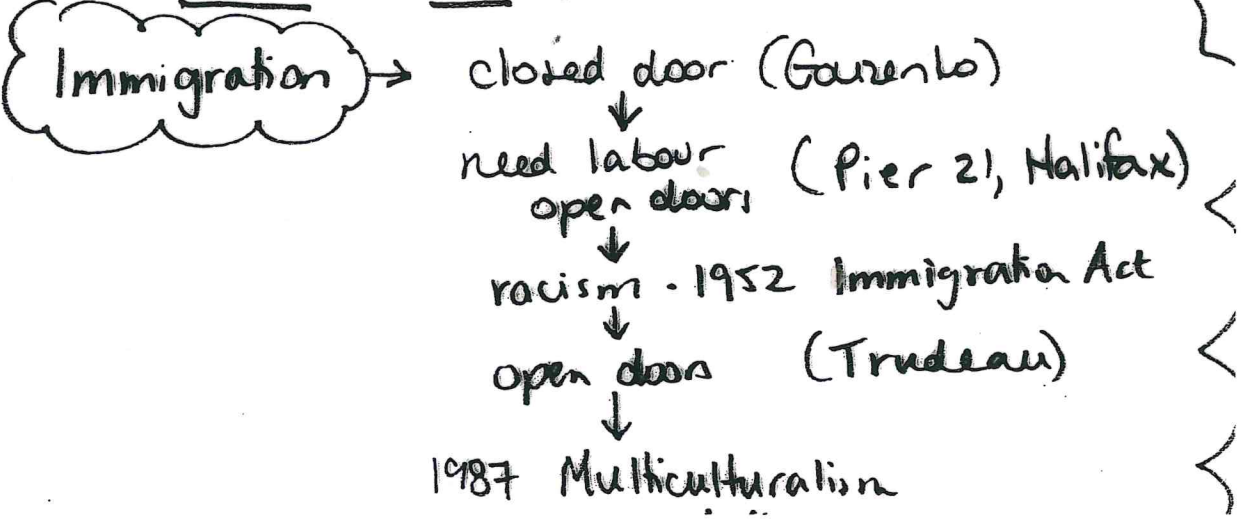 Immigration → closed door (Gouzenko)
↓
need labour (Pier 21, Halifax)
open doors
↓
racism - 1952 Immigration Act
↓
open doors (Trudeau)
↓
1987 Multiculturalism